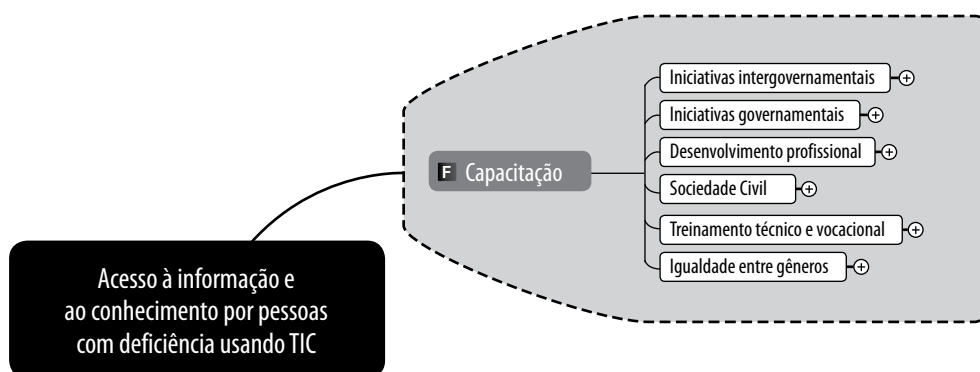 Iniciativas intergovernamentais
Iniciativas governamentais
Desenvolvimento profissional
F Capacitação
Sociedade Civil
Treinamento técnico e vocacional
Igualdade entre gêneros
Acesso à informação e
ao conhecimento por pessoas
com deficiência usando TIC